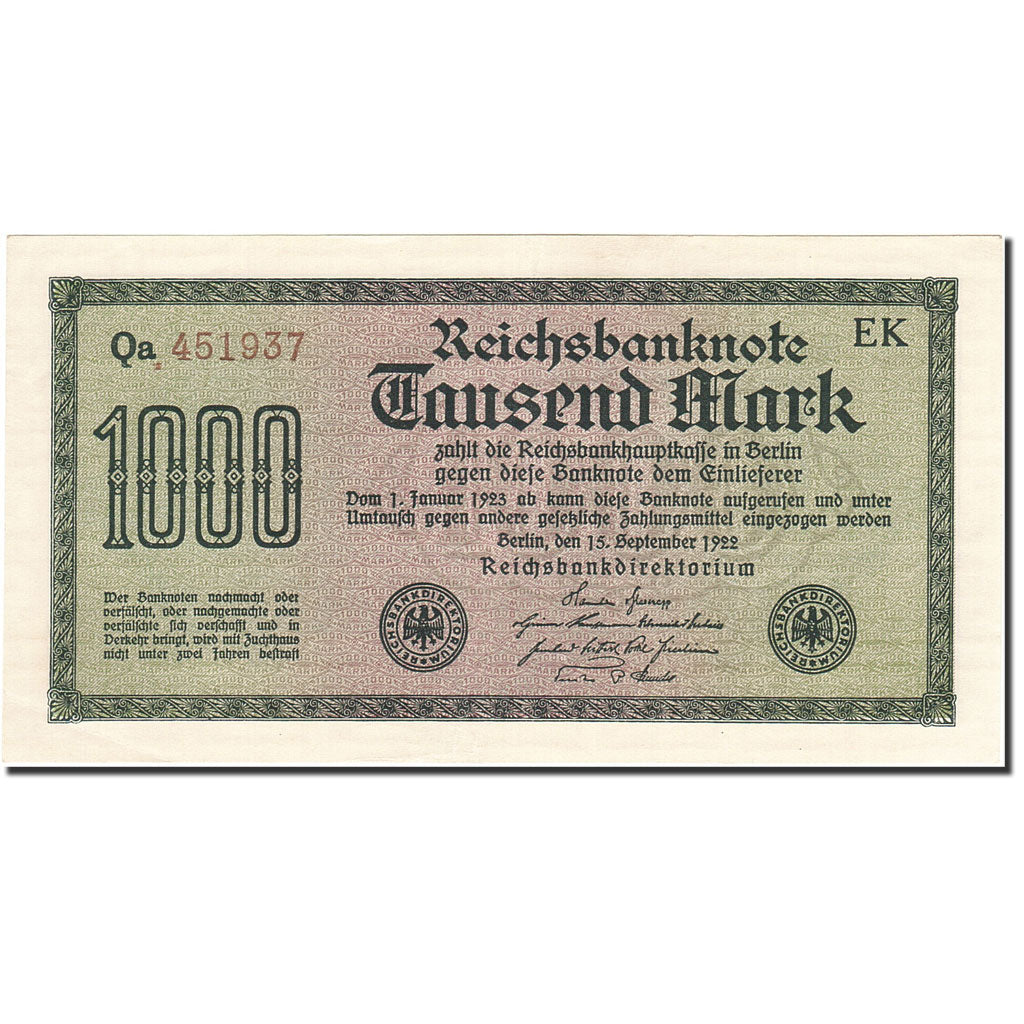 Qa 451937
EK
1000
Reichsbanknote
Tausend Mark
zahlt die Reichsbankhauptkasse in Berlin
gegen diese Banknote dem Einlieferer
Vom 1. Januar 1923 ab kann diese Banknote aufgerufen und unter
Umtausch gegen andere gesetzliche Zahlungsmittel eingezogen werden
Berlin, den 15. September 1922
Reichsbankdirektorium
Wer Banknoten nachmacht oder
verfälscht, oder nachgemachte oder
verfälschte sich verschafft und in
Verkehr bringt, wird mit Zuchthaus
nicht unter zwei Jahren bestraft
REICHSBANKDIREKTORIUM
REICHSBANKDIREKTORIUM